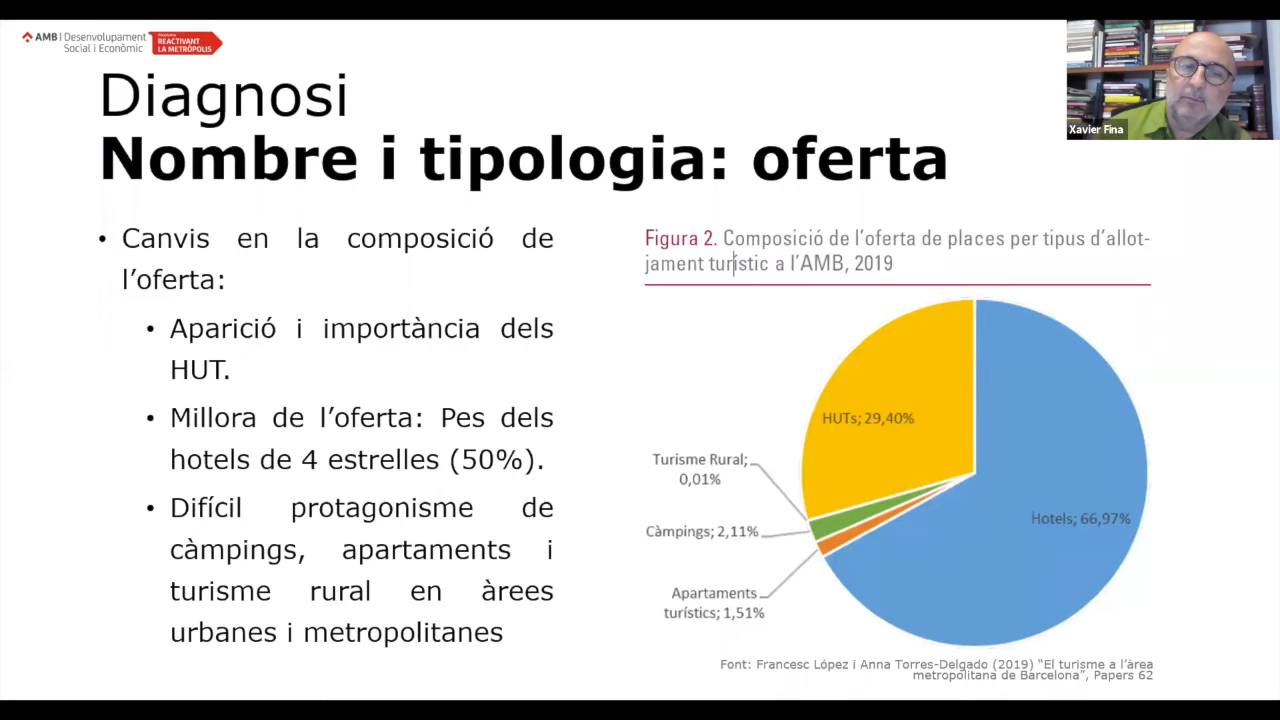 AMB Desenvolupament
Social i Econòmic
REACTIVANT
LA METRÒPOLIS
Xavier Fina
Diagnosi
Nombre i tipologia: oferta
• Canvis en la composició de
l’oferta:
• Aparició i importància dels
HUT.
• Millora de l’oferta: Pes dels
hotels de 4 estrelles (50%).
• Difícil protagonisme de
càmpings, apartaments i
turisme rural en àrees
urbanes i metropolitanes
Figura 2. Composició de l’oferta de places per tipus d’allot-
jament turístic a l’AMB, 2019
HUTs; 29,40%
Turisme Rural;
0,01%
Càmpings; 2,11%
Apartaments
turístics; 1,51%
Hotels; 66,97%
Font: Francesc López i Anna Torres-Delgado (2019) “El turisme a l’àrea
metropolitana de Barcelona”, Papers 62